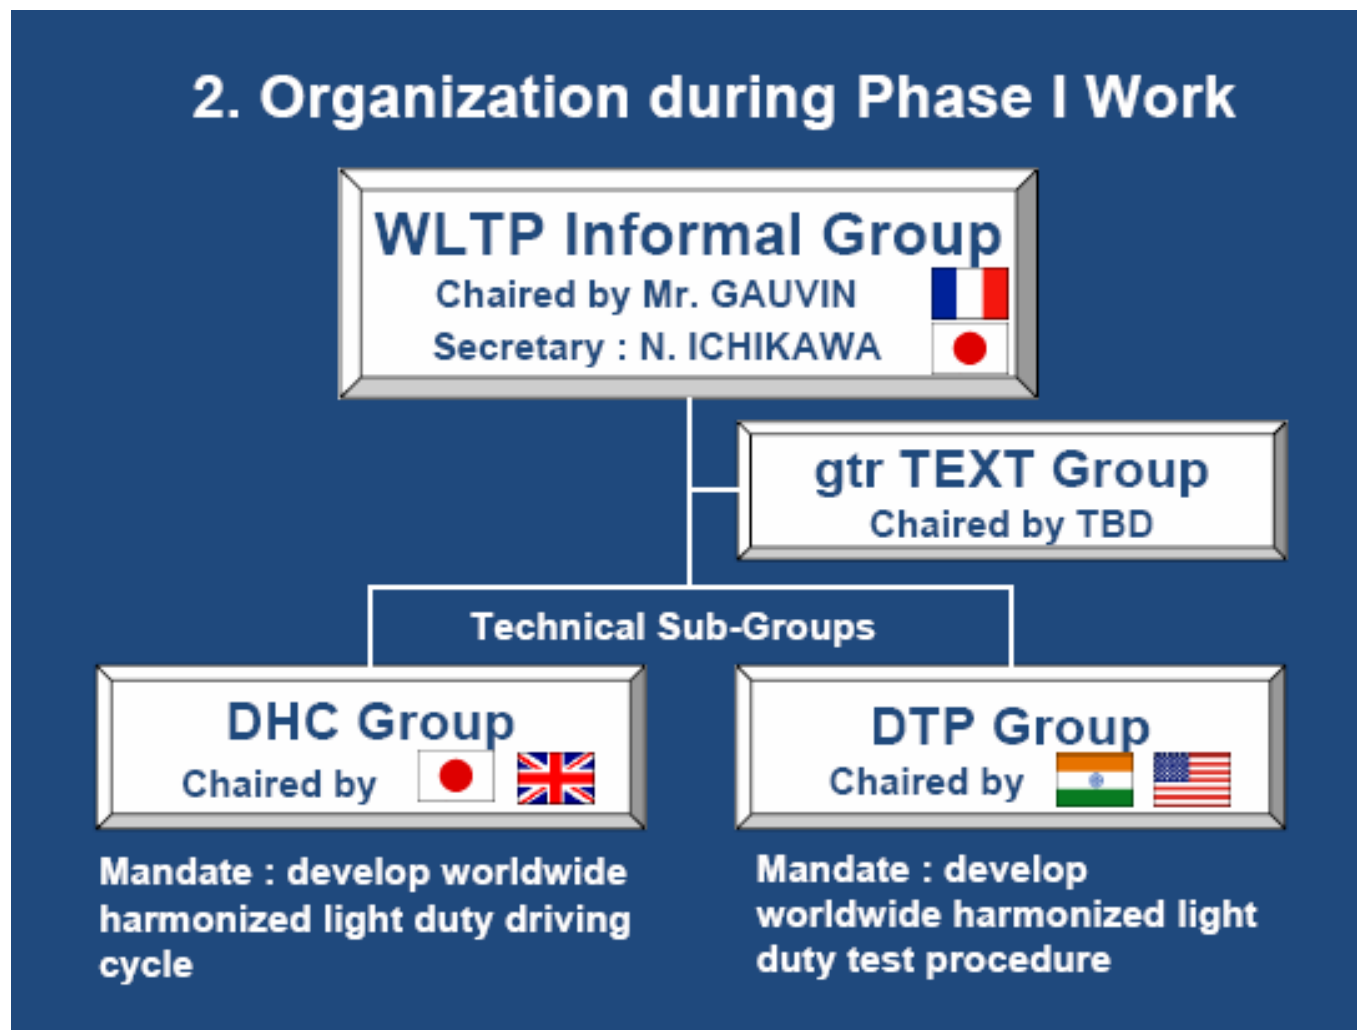 2. Organization during Phase I Work
WLTP Informal Group
Chaired by Mr. GAUVIN
Secretary : N. ICHIKAWA
gtr TEXT Group
Chaired by TBD
Technical Sub-Groups
DHC Group
Chaired by
DTP Group
Chaired by
Mandate : develop worldwide
harmonized light duty driving
cycle
Mandate : develop
worldwide harmonized light
duty test procedure